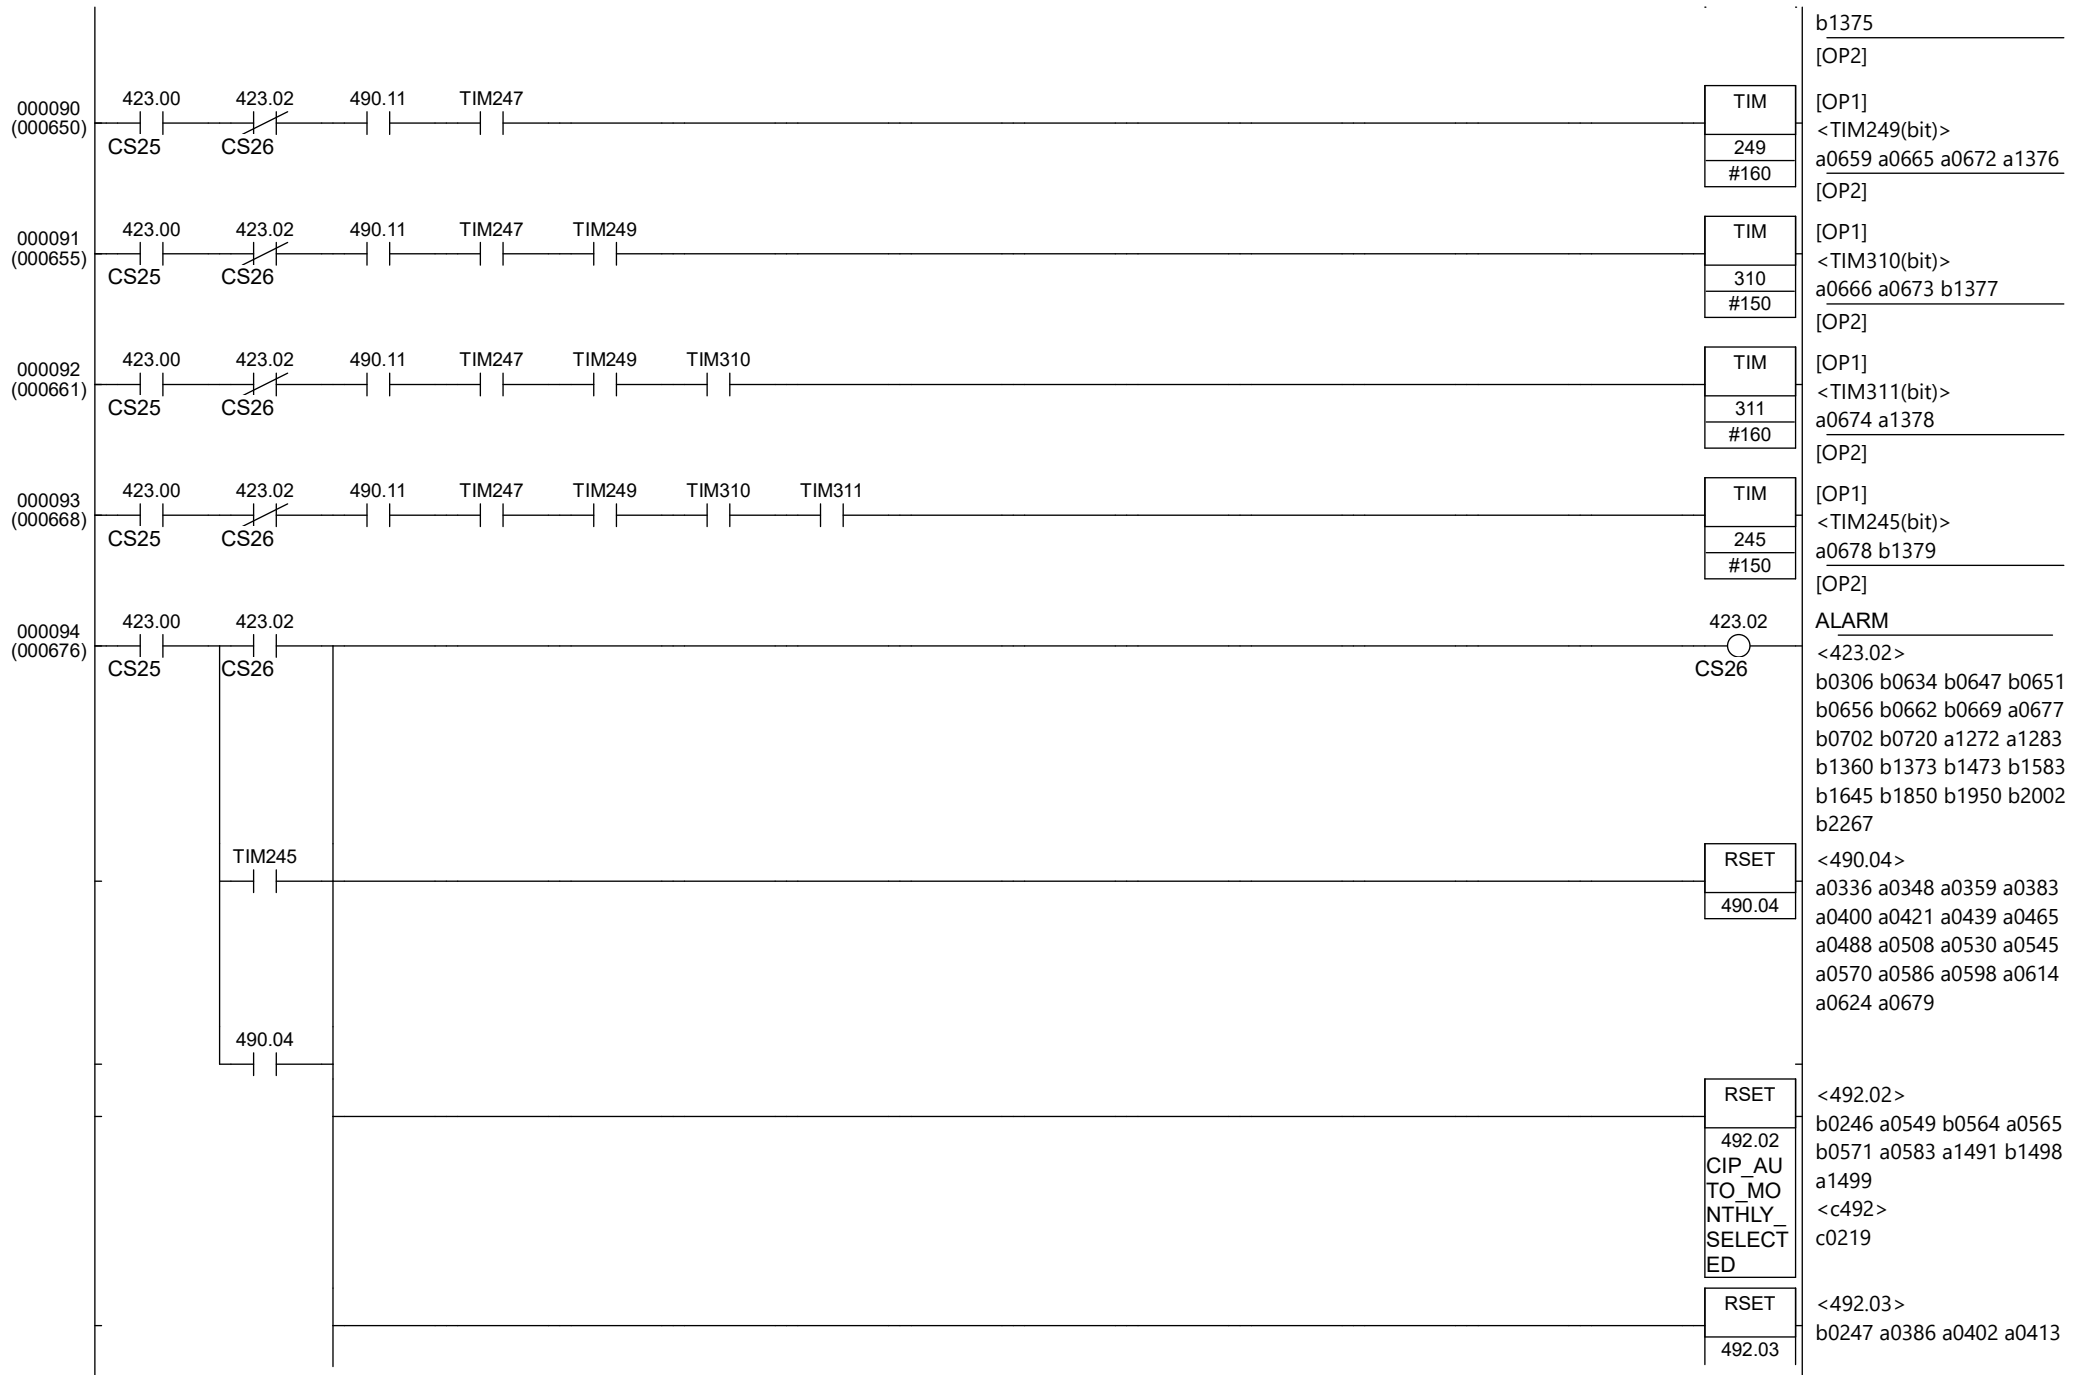 b1375
[OP2]
000090
(000650)
423.00 423.02 490.11 TIM247
CS25 CS26
TIM
249
#160
[OP1]
<TIM249(bit)>
a0659 a0665 a0672 a1376
[OP2]
000091
(000655)
423.00 423.02 490.11 TIM247 TIM249
CS25 CS26
TIM
310
#150
[OP1]
<TIM310(bit)>
a0666 a0673 b1377
[OP2]
000092
(000661)
423.00 423.02 490.11 TIM247 TIM249 TIM310
CS25 CS26
TIM
311
#160
[OP1]
<TIM311(bit)>
a0674 a1378
[OP2]
000093
(000668)
423.00 423.02 490.11 TIM247 TIM249 TIM310 TIM311
CS25 CS26
TIM
245
#150
[OP1]
<TIM245(bit)>
a0678 b1379
[OP2]
000094
(000676)
423.00 423.02
CS25 CS26
423.02
CS26
ALARM
<423.02>
b0306 b0634 b0647 b0651
b0656 b0662 b0669 a0677
b0702 b0720 a1272 a1283
b1360 b1373 b1473 b1583
b1645 b1850 b1950 b2002
b2267
TIM245
RSET
490.04
<490.04>
a0336 a0348 a0359 a0383
a0400 a0421 a0439 a0465
a0488 a0508 a0530 a0545
a0570 a0586 a0598 a0614
a0624 a0679
490.04
RSET
492.02
CIP_AU
TO_MO
NTHLY_
SELECT
ED
<492.02>
b0246 a0549 b0564 a0565
b0571 a0583 a1491 b1498
a1499
<c492>
c0219
RSET
492.03
<492.03>
b0247 a0386 a0402 a0413